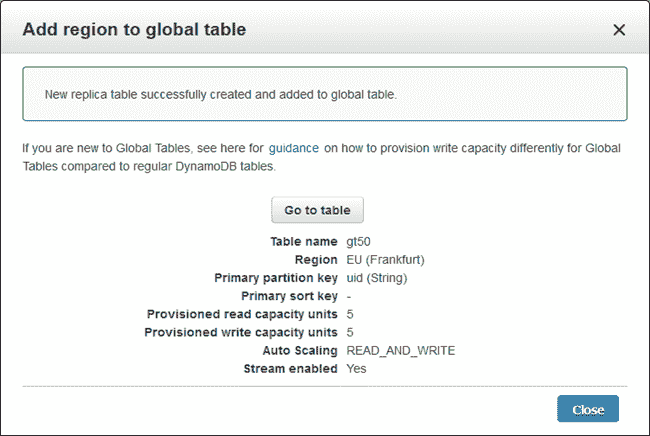 Add region to global table
New replica table successfully created and added to global table.
If you are new to Global Tables, see here for guidance on how to provision write capacity differently for Global
Tables compared to regular DynamoDB tables.
Go to table
Table name gt50
Region EU (Frankfurt)
Primary partition key uid (String)
Primary sort key -
Provisioned read capacity units 5
Provisioned write capacity units 5
Auto Scaling READ_AND_WRITE
Stream enabled Yes
Close